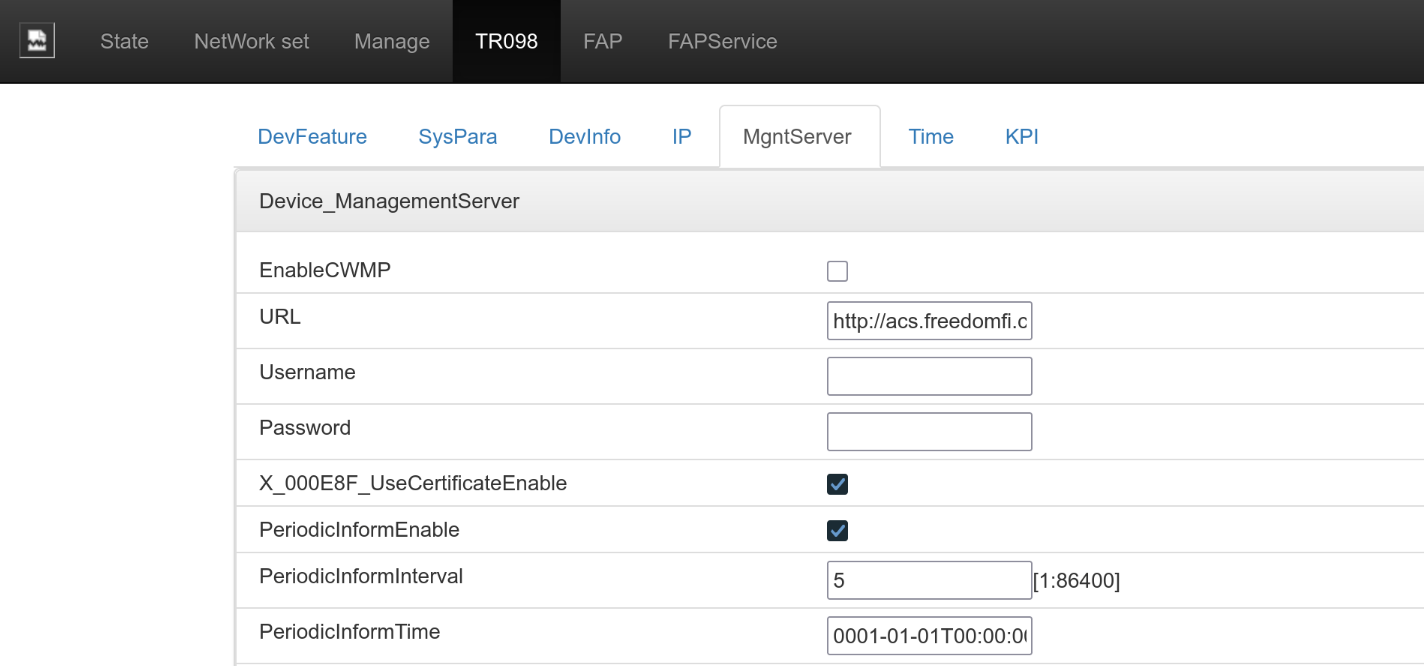 State NetWork set Manage TR098 FAP FAPService
DevFeature SysPara DevInfo IP MgntServer Time KPI
Device_ManagementServer
EnableCWMP
URL http://acs.freedomfi.c
Username
Password
X_000E8F_UseCertificateEnable
PeriodicInformEnable
PeriodicInformInterval 5 [1:86400]
PeriodicInformTime 0001-01-01T00:00:0